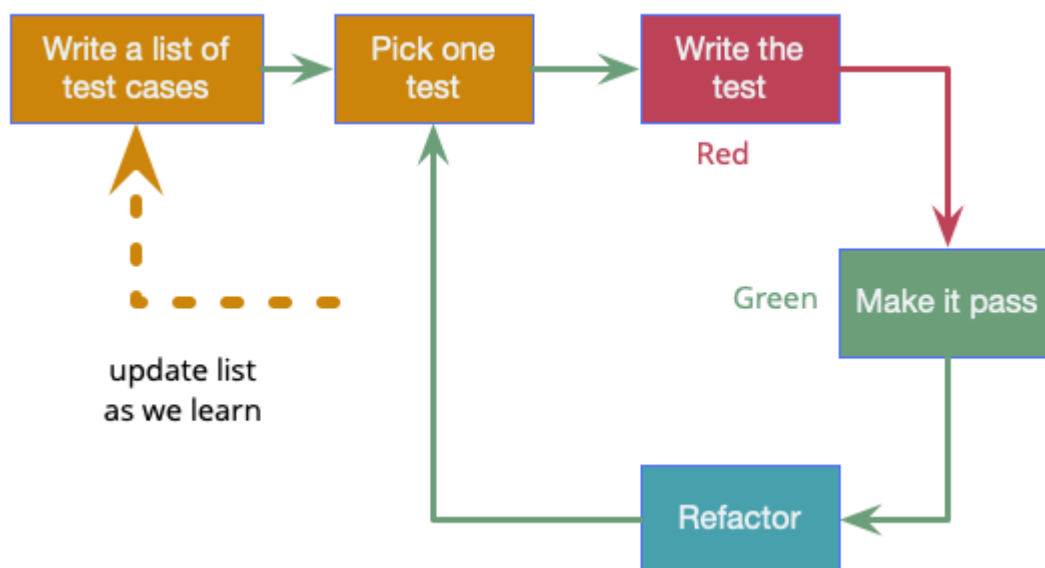 Write a list of
test cases
Pick one
test
Write the
test
Red
Green
Make it pass
update list
as we learn
Refactor